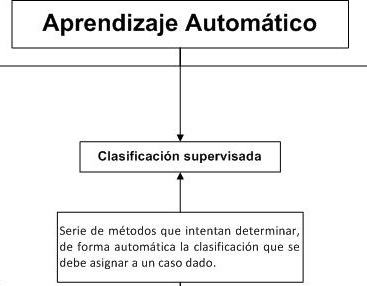 Aprendizaje Automático
Clasificación supervisada
Serie de métodos que intentan determinar,
de forma automática la clasificación que se
debe asignar a un caso dado.